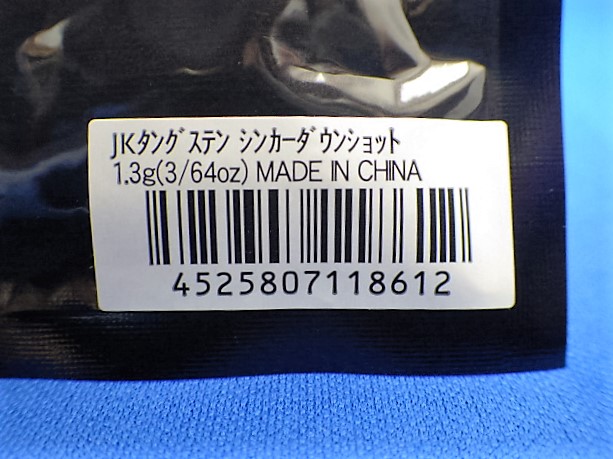 JKﾀﾝｸﾞｽﾃﾝ ｼﾝｶｰﾀﾞｳﾝｼｮｯﾄ
1.3g(3/64oz) MADE IN CHINA
4525807118612